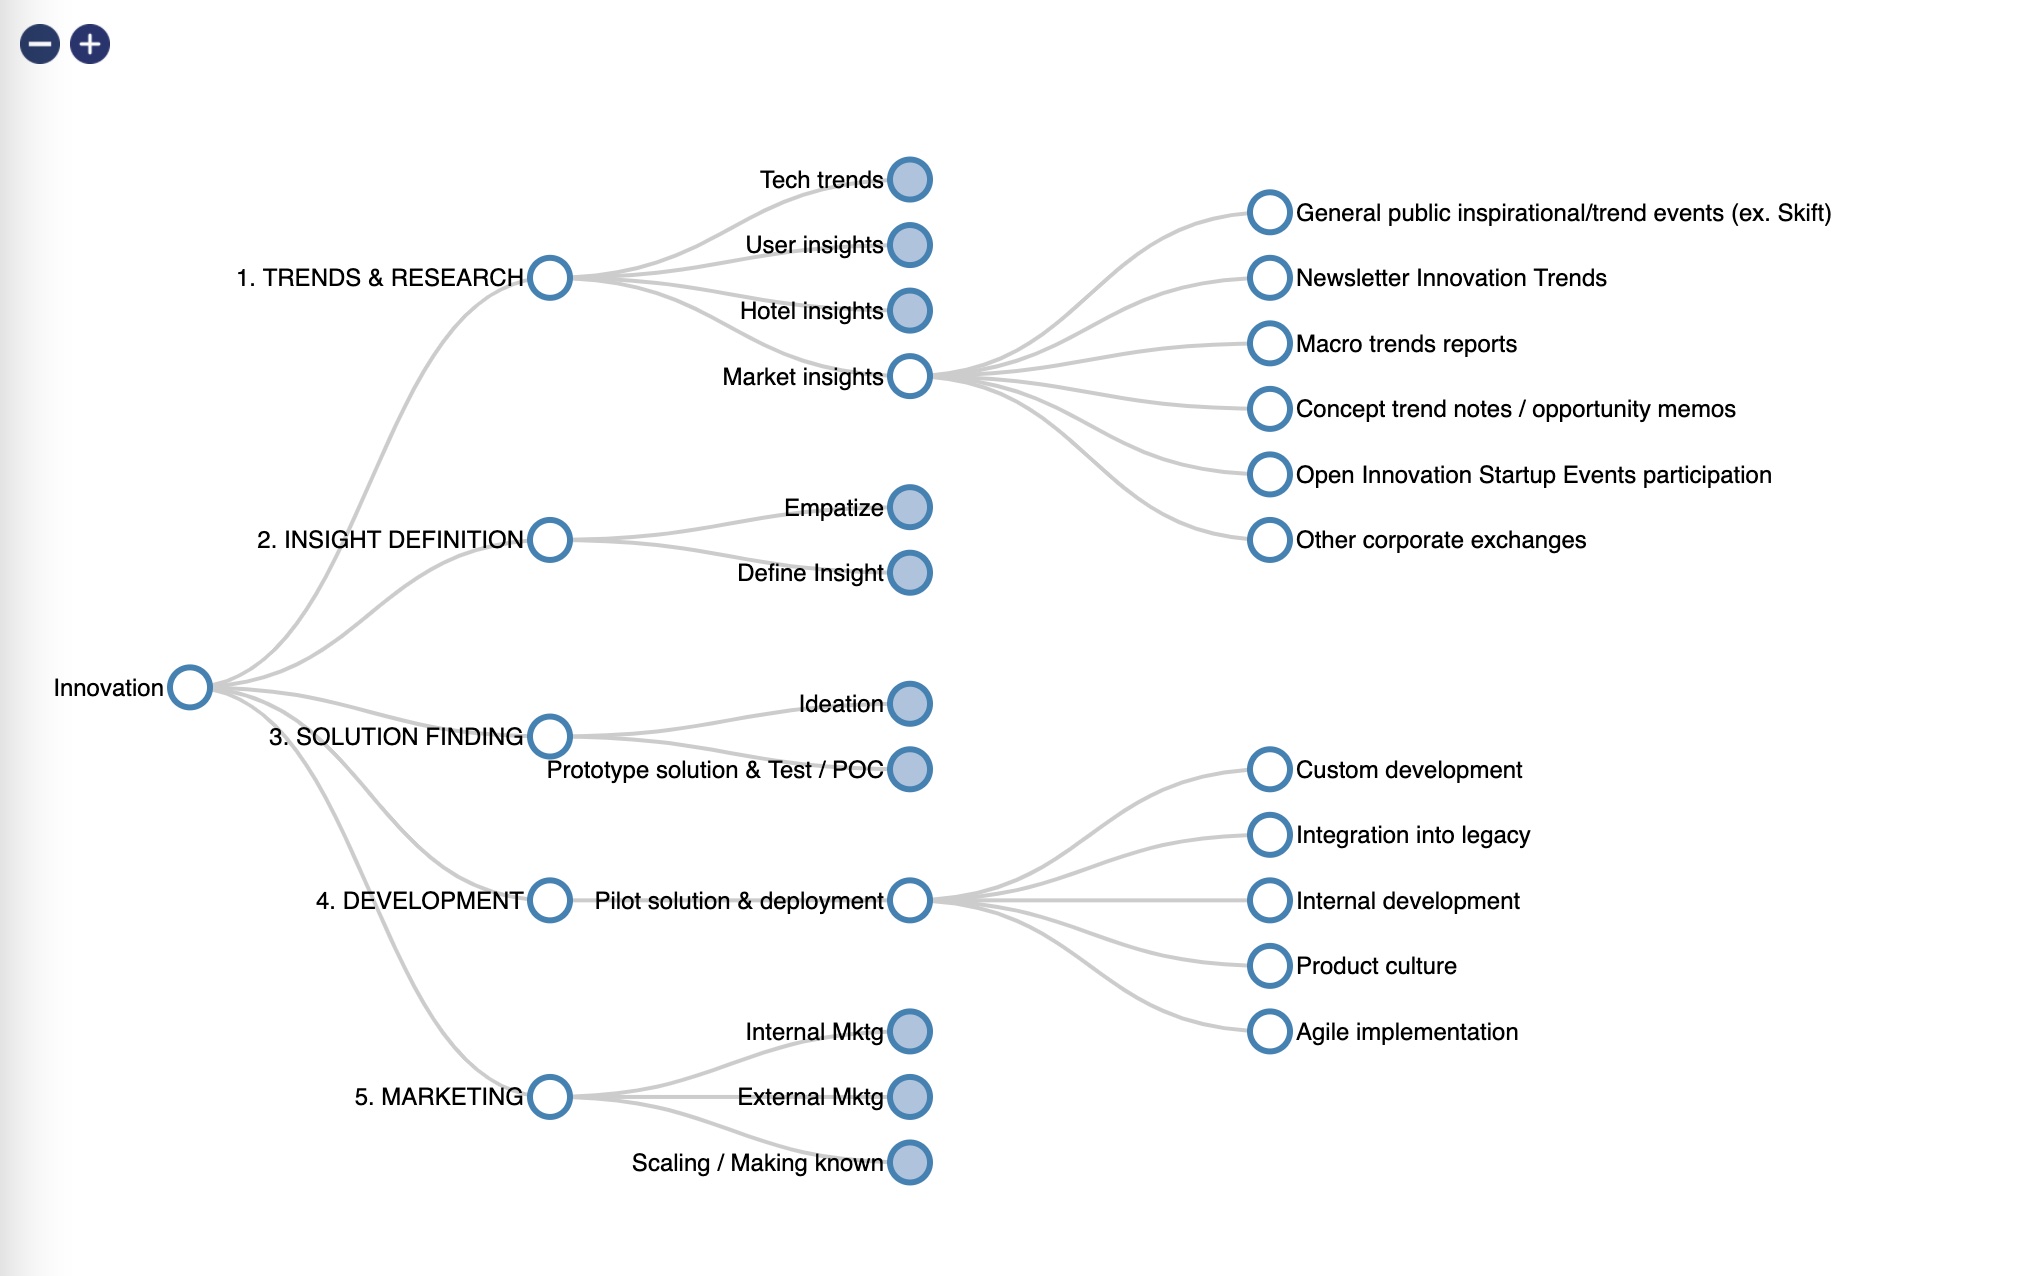 Innovation
1. TRENDS & RESEARCH
Tech trends
User insights
Hotel insights
Market insights
General public inspirational/trend events (ex. Skift)
Newsletter Innovation Trends
Macro trends reports
Concept trend notes / opportunity memos
Open Innovation Startup Events participation
Other corporate exchanges
2. INSIGHT DEFINITION
Empatize
Define Insight
3. SOLUTION FINDING
Ideation
Prototype solution & Test / POC
4. DEVELOPMENT
Pilot solution & deployment
Custom development
Integration into legacy
Internal development
Product culture
Agile implementation
5. MARKETING
Internal Mktg
External Mktg
Scaling / Making known